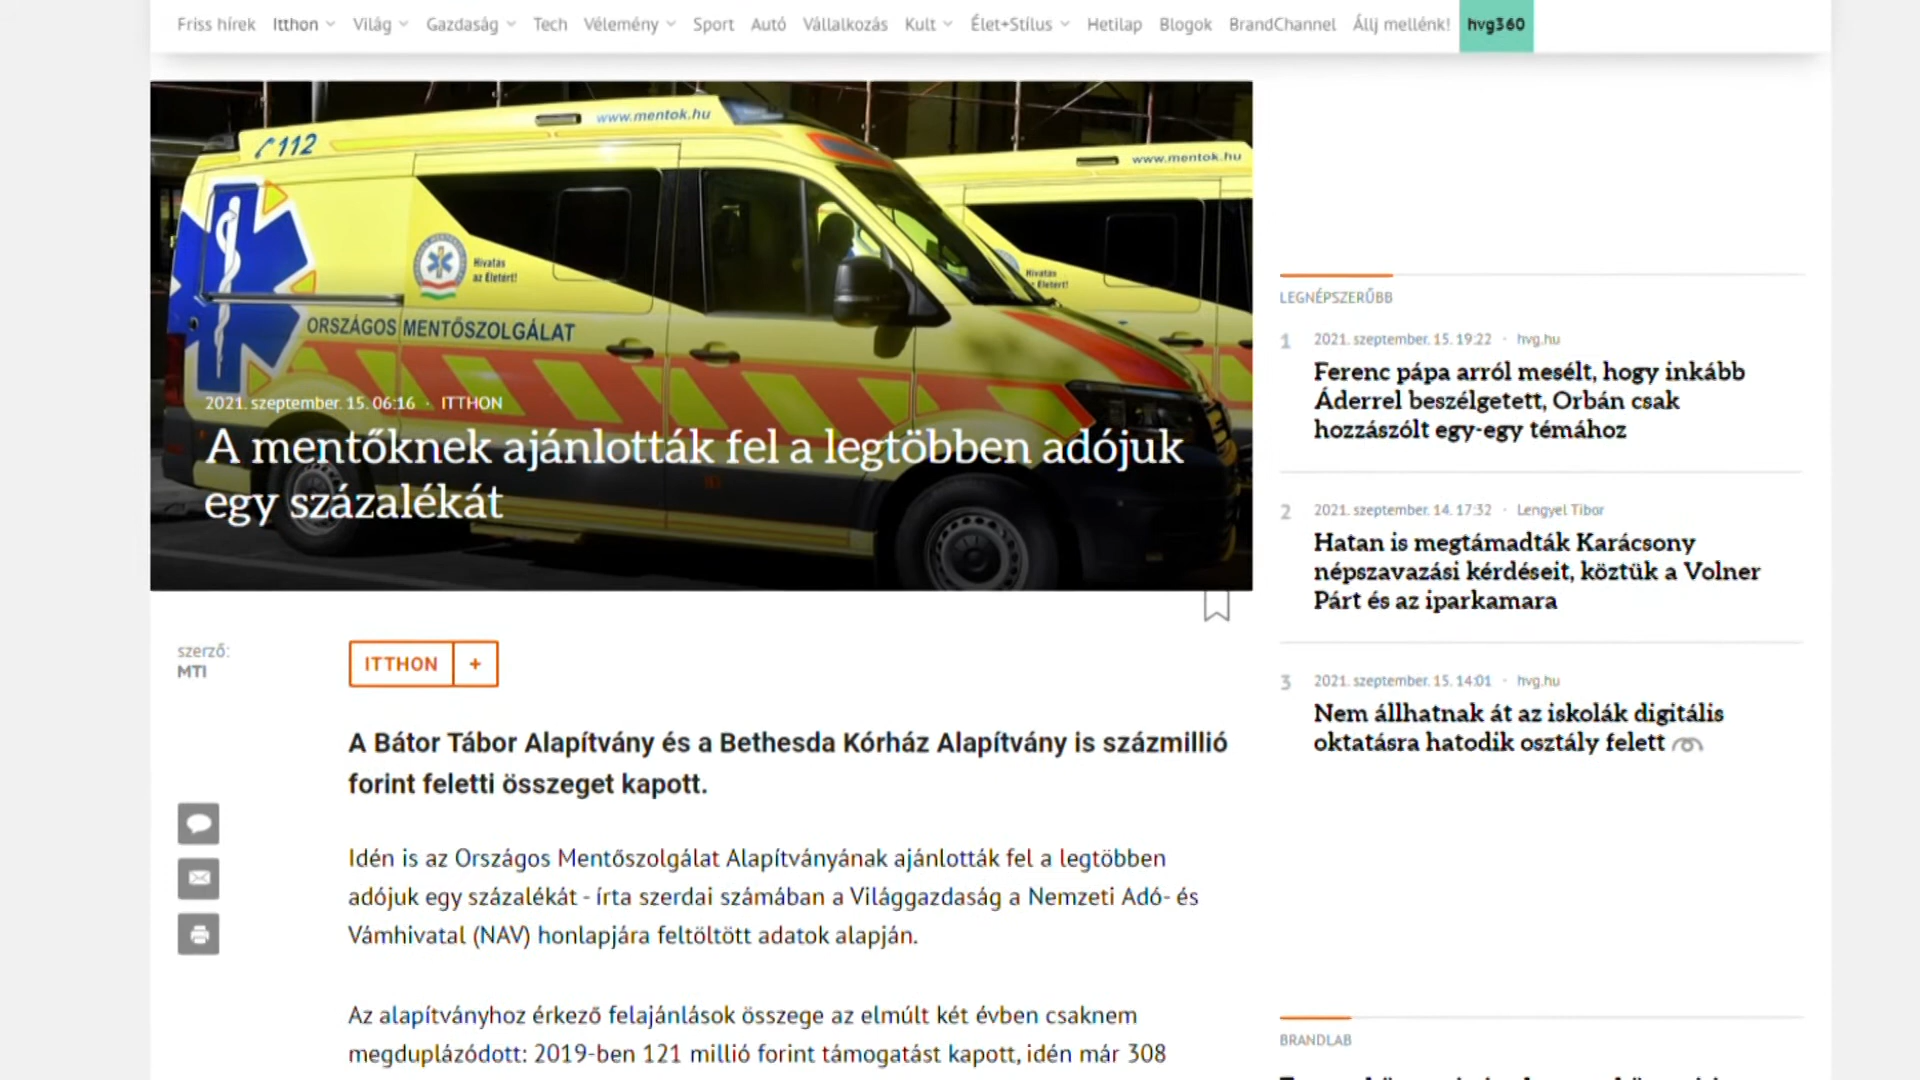 Friss hírek Itthon Világ Gazdaság Tech Vélemény Sport Autó Vállalkozás Kult Élet+Stílus Hetilap Blogok BrandChannel Állj mellénk! hvg360
www.mentok.hu
112
www.mentok.hu
Hivatás
az Életért!
Hivatás
ORSZÁGOS MENTŐSZOLGÁLAT
2021. szeptember. 15. 06:16 · ITTHON
A mentőknek ajánlották fel a legtöbben adójuk
egy százalékát
szerző:
MTI
ITTHON +
A Bátor Tábor Alapítvány és a Bethesda Kórház Alapítvány is százmillió
forint feletti összeget kapott.
Idén is az Országos Mentőszolgálat Alapítványának ajánlották fel a legtöbben
adójuk egy százalékát - írta szerdai számában a Világgazdaság a Nemzeti Adó- és
Vámhivatal (NAV) honlapjára feltöltött adatok alapján.
Az alapítványhoz érkező felajánlások összege az elmúlt két évben csaknem
megduplázódott: 2019-ben 121 millió forint támogatást kapott, idén már 308
LEGNÉPSZERŰBB
1 2021. szeptember. 15. 19:22 · hvg.hu
Ferenc pápa arról mesélt, hogy inkább
Áderrel beszélgetett, Orbán csak
hozzászólt egy-egy témához
2 2021. szeptember. 14. 17:32 · Lengyel Tibor
Hatan is megtámadták Karácsony
népszavazási kérdéseit, köztük a Volner
Párt és az iparkamara
3 2021. szeptember. 15. 14:01 · hvg.hu
Nem állhatnak át az iskolák digitális
oktatásra hatodik osztály felett
BRANDLAB